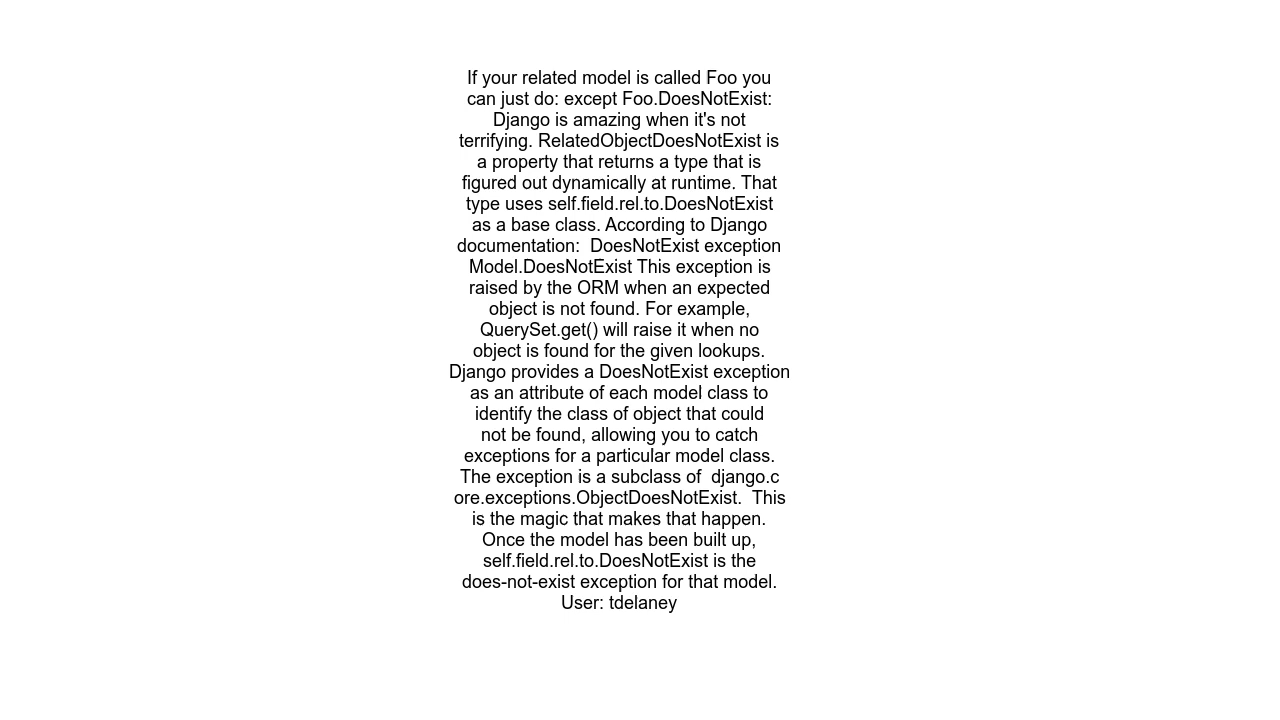 If your related model is called Foo you
can just do: except Foo.DoesNotExist:
Django is amazing when it's not
terrifying. RelatedObjectDoesNotExist is
a property that returns a type that is
figured out dynamically at runtime. That
type uses self.field.rel.to.DoesNotExist
as a base class. According to Django
documentation:  DoesNotExist exception
Model.DoesNotExist This exception is
raised by the ORM when an expected
object is not found. For example,
QuerySet.get() will raise it when no
object is found for the given lookups.
Django provides a DoesNotExist exception
as an attribute of each model class to
identify the class of object that could
not be found, allowing you to catch
exceptions for a particular model class.
The exception is a subclass of  django.c
ore.exceptions.ObjectDoesNotExist.  This
is the magic that makes that happen.
Once the model has been built up,
self.field.rel.to.DoesNotExist is the
does-not-exist exception for that model.
User: tdelaney